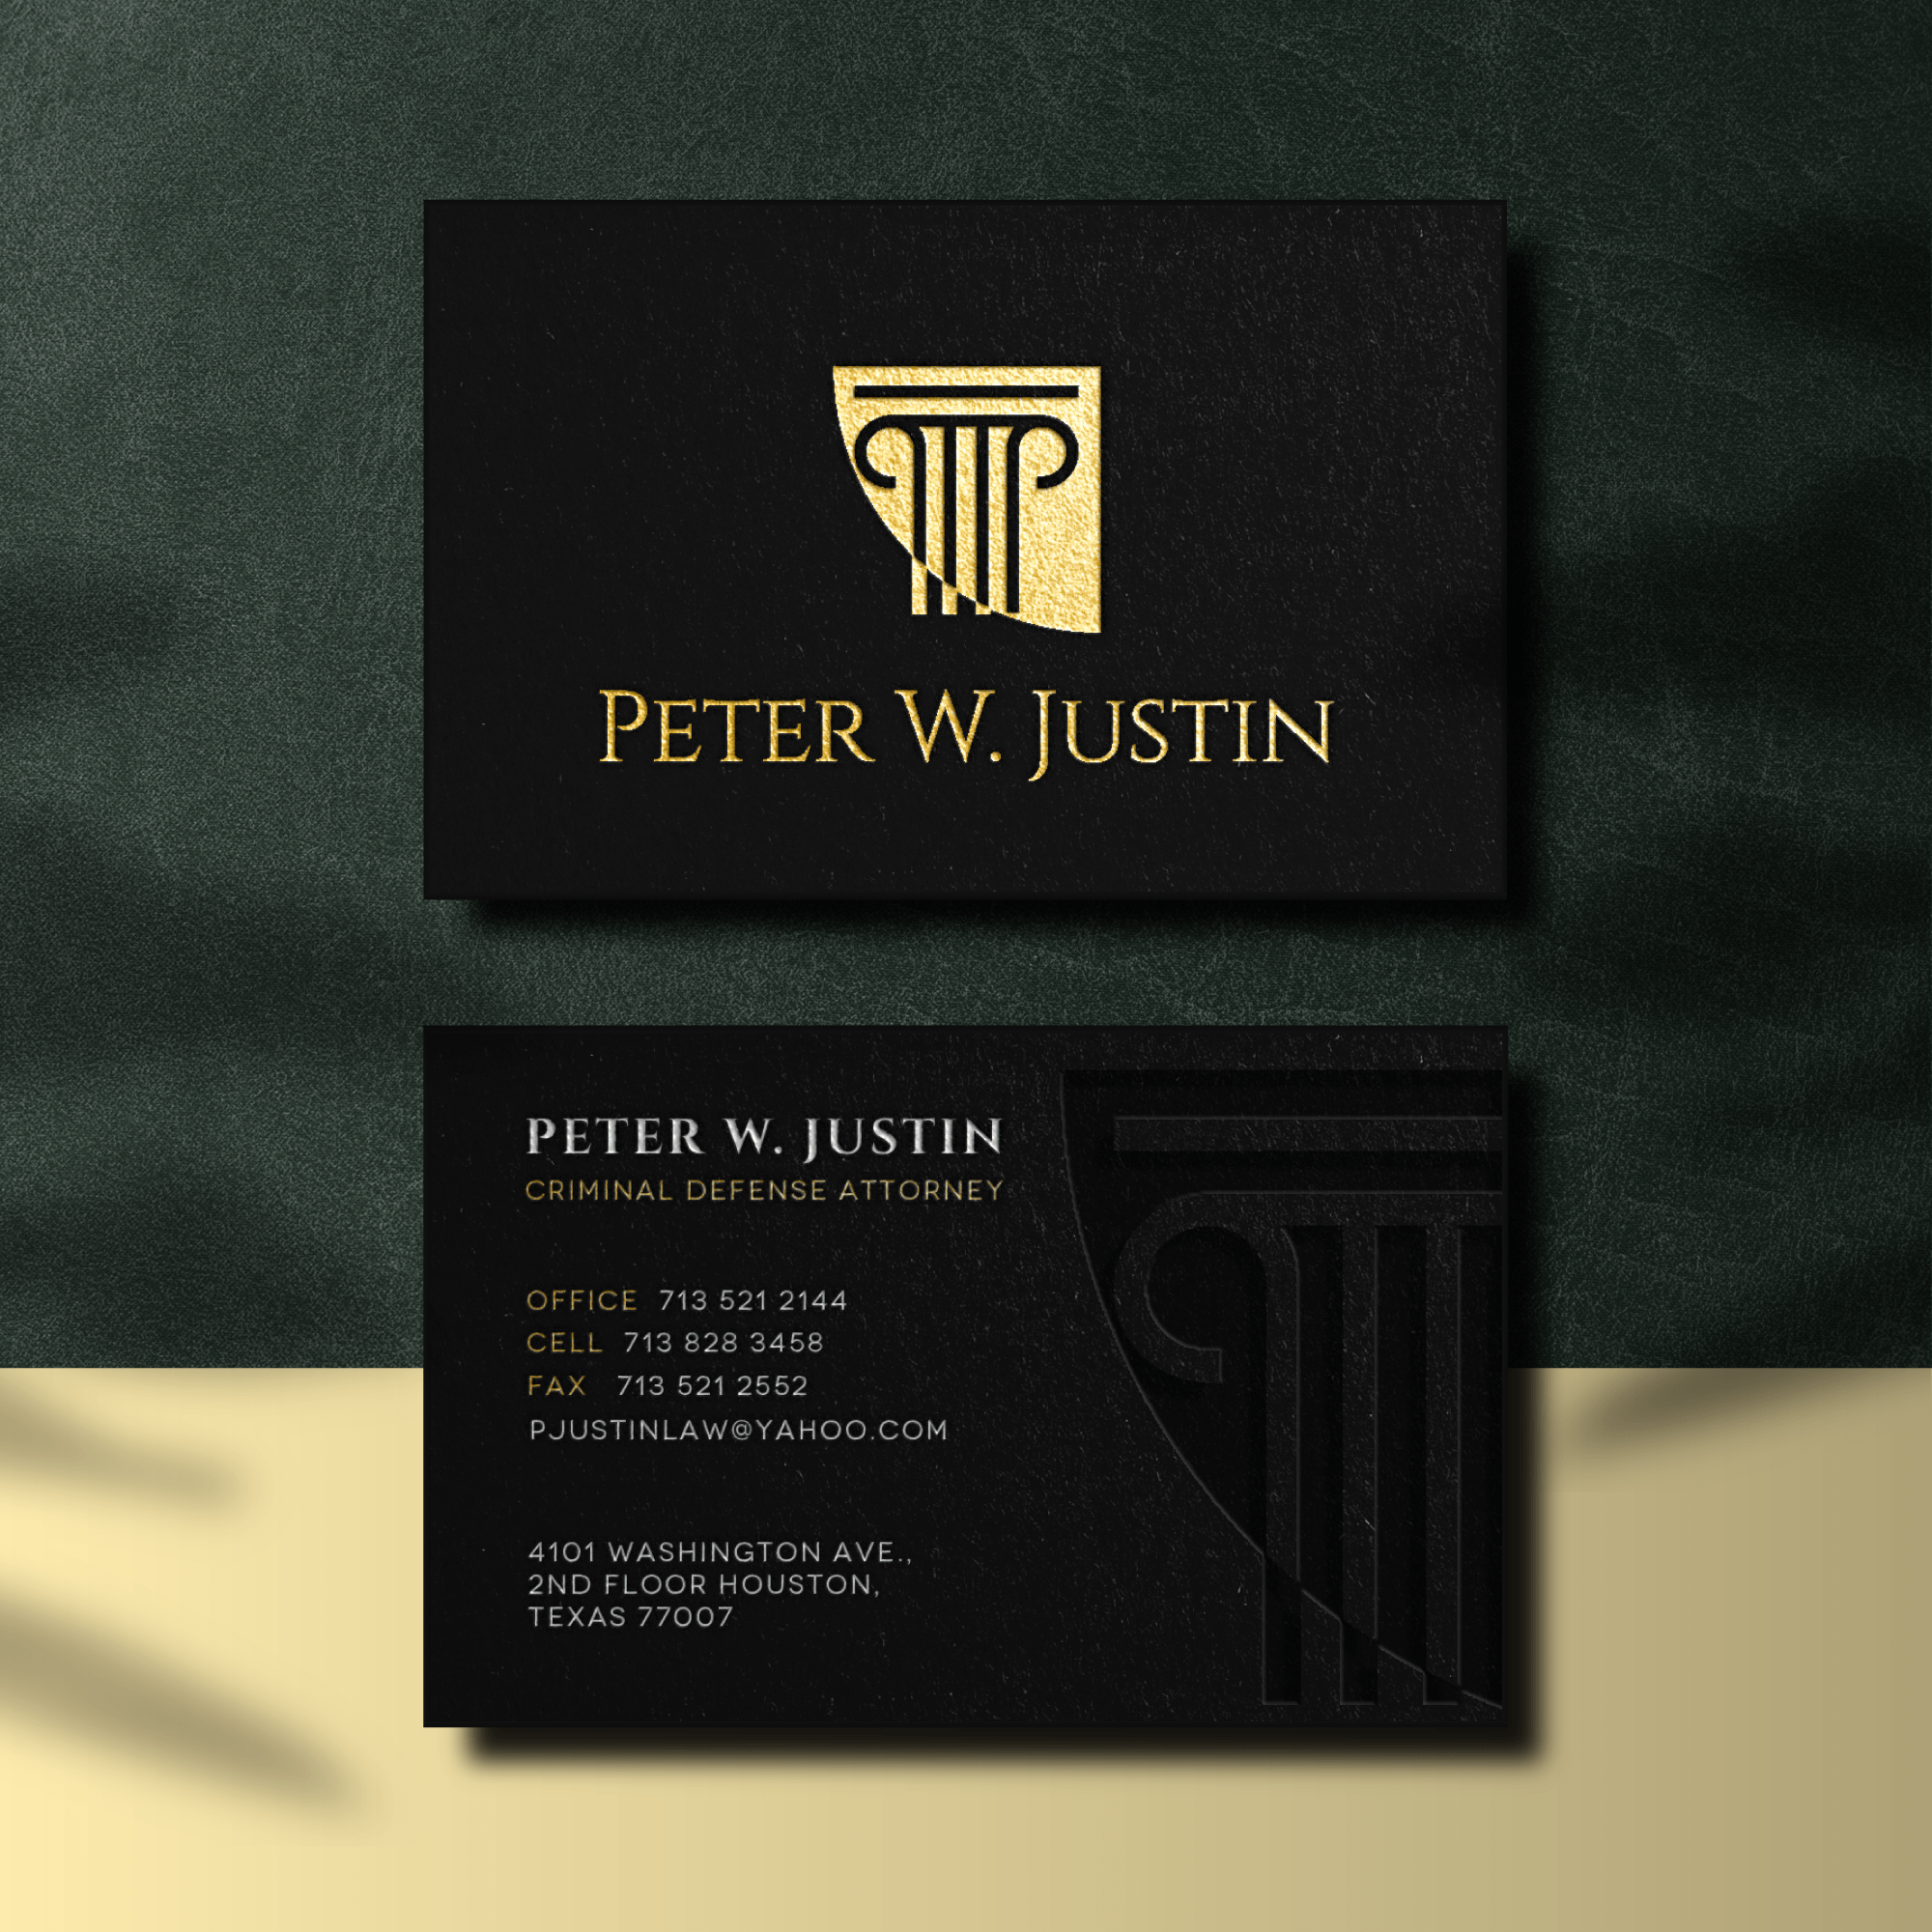 PETER W. JUSTIN
PETER W. JUSTIN
CRIMINAL DEFENSE ATTORNEY
OFFICE 713 521 2144
CELL 713 828 3458
FAX 713 521 2552
PJUSTINLAW@YAHOO.COM
4101 WASHINGTON AVE.,
2ND FLOOR HOUSTON,
TEXAS 77007